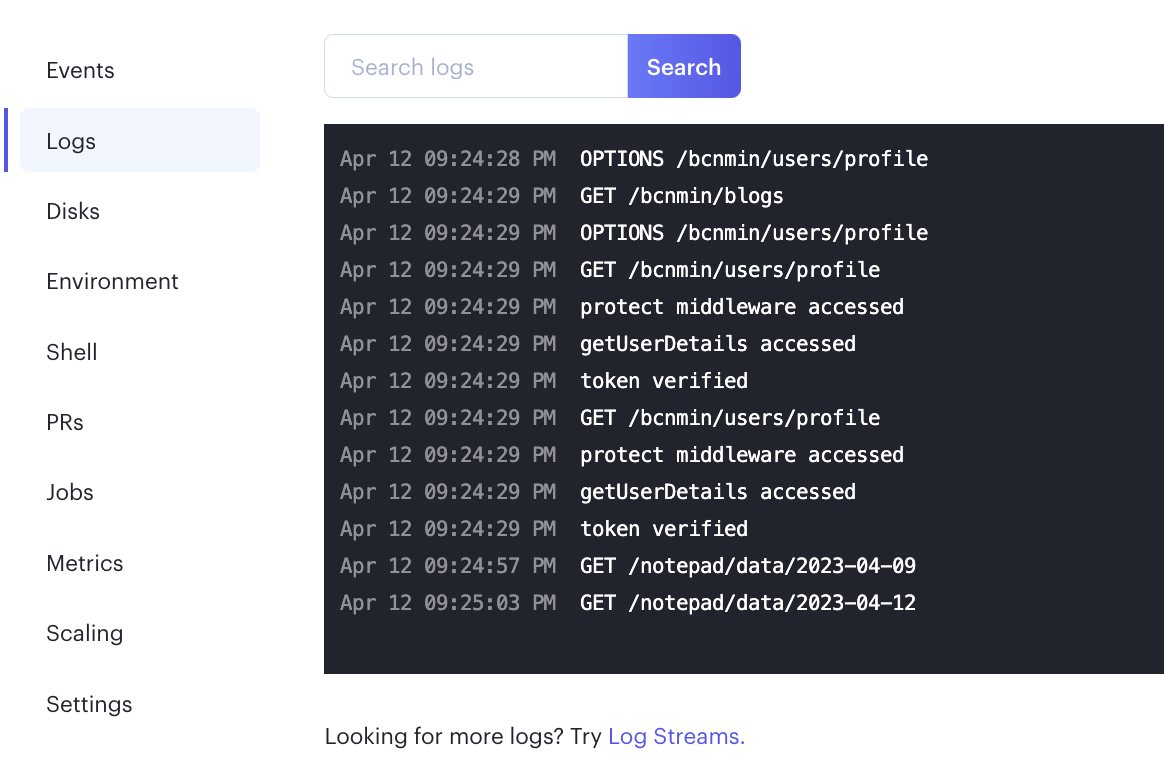 Events
Logs
Disks
Environment
Shell
PRs
Jobs
Metrics
Scaling
Settings
Search logs
Search
Apr 12 09:24:28 PM OPTIONS /bcnmin/users/profile
Apr 12 09:24:29 PM GET /bcnmin/blogs
Apr 12 09:24:29 PM OPTIONS /bcnmin/users/profile
Apr 12 09:24:29 PM GET /bcnmin/users/profile
Apr 12 09:24:29 PM protect middleware accessed
Apr 12 09:24:29 PM getUserDetails accessed
Apr 12 09:24:29 PM token verified
Apr 12 09:24:29 PM GET /bcnmin/users/profile
Apr 12 09:24:29 PM protect middleware accessed
Apr 12 09:24:29 PM getUserDetails accessed
Apr 12 09:24:29 PM token verified
Apr 12 09:24:57 PM GET /notepad/data/2023-04-09
Apr 12 09:25:03 PM GET /notepad/data/2023-04-12
Looking for more logs? Try Log Streams.